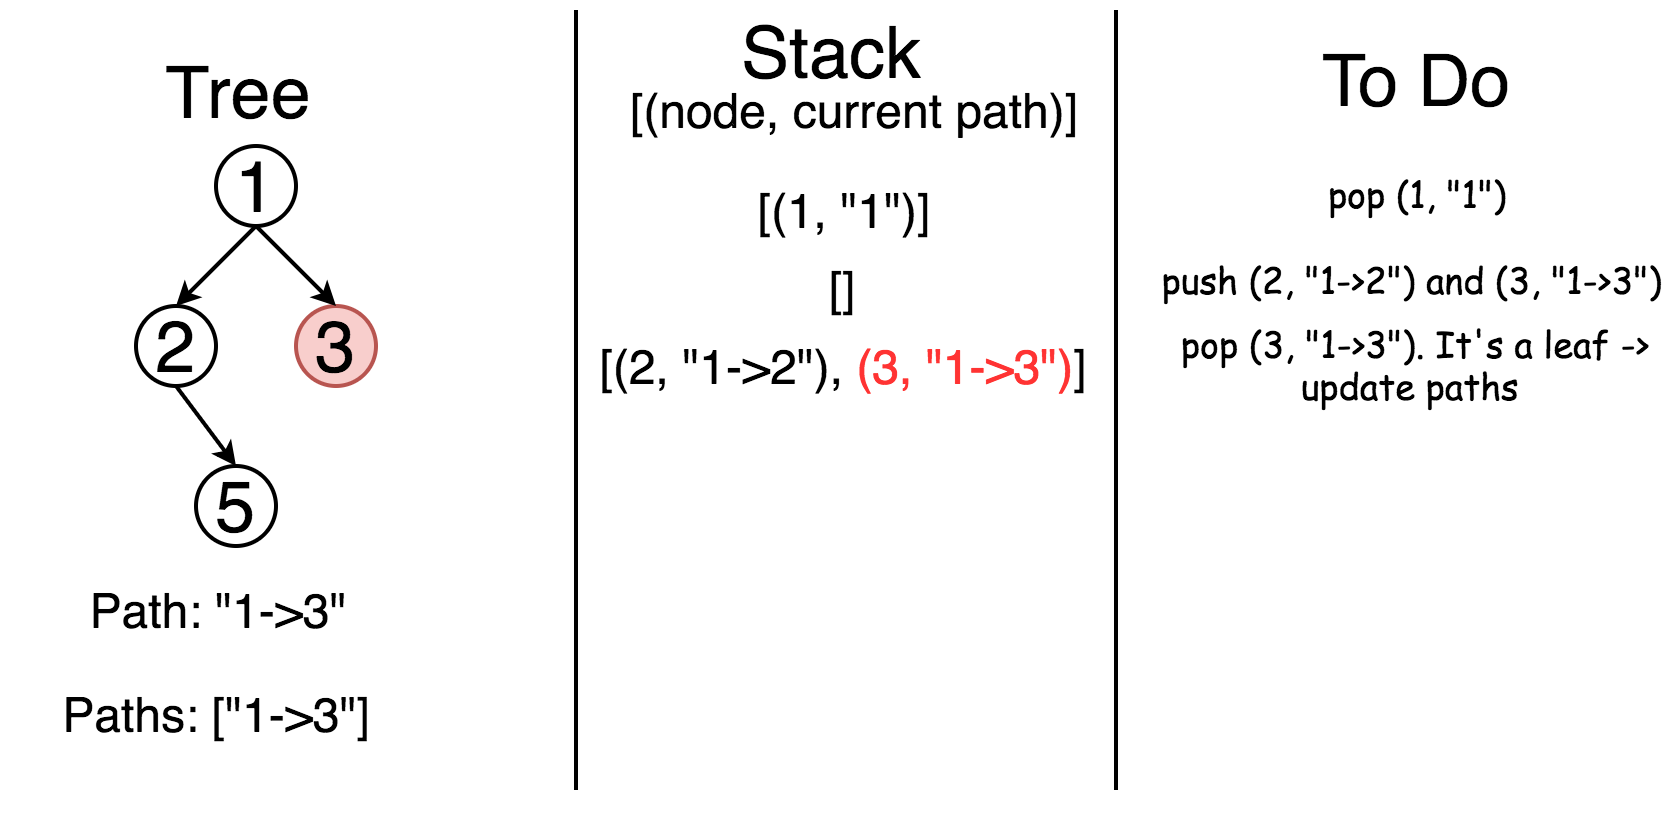 Tree
1
2
3
5
Path: "1->3"
Paths: ["1->3"]
Stack
[(node, current path)]
[(1, "1")]
[]
[(2, "1->2"), (3, "1->3")]
To Do
pop (1, "1")
push (2, "1->2") and (3, "1->3")
pop (3, "1->3"). It's a leaf ->
update paths